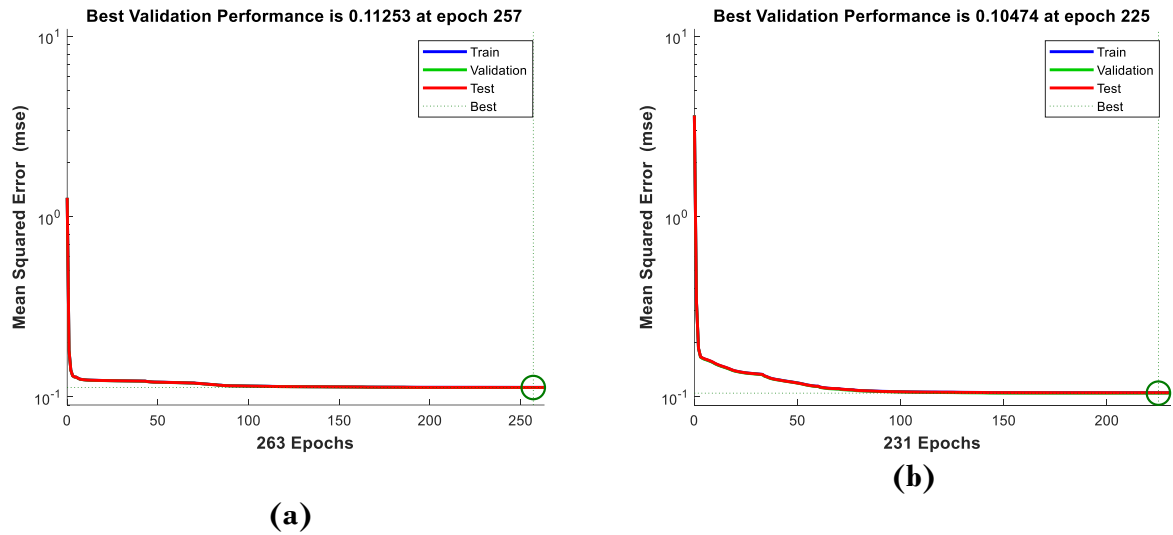 Best Validation Performance is 0.11253 at epoch 257
Mean Squared Error (mse)
10^1
10^0
10^-1
Train
Validation
Test
Best
0 50 100 150 200 250
263 Epochs
(a)
Best Validation Performance is 0.10474 at epoch 225
Mean Squared Error (mse)
10^1
10^0
10^-1
Train
Validation
Test
Best
0 50 100 150 200
231 Epochs
(b)